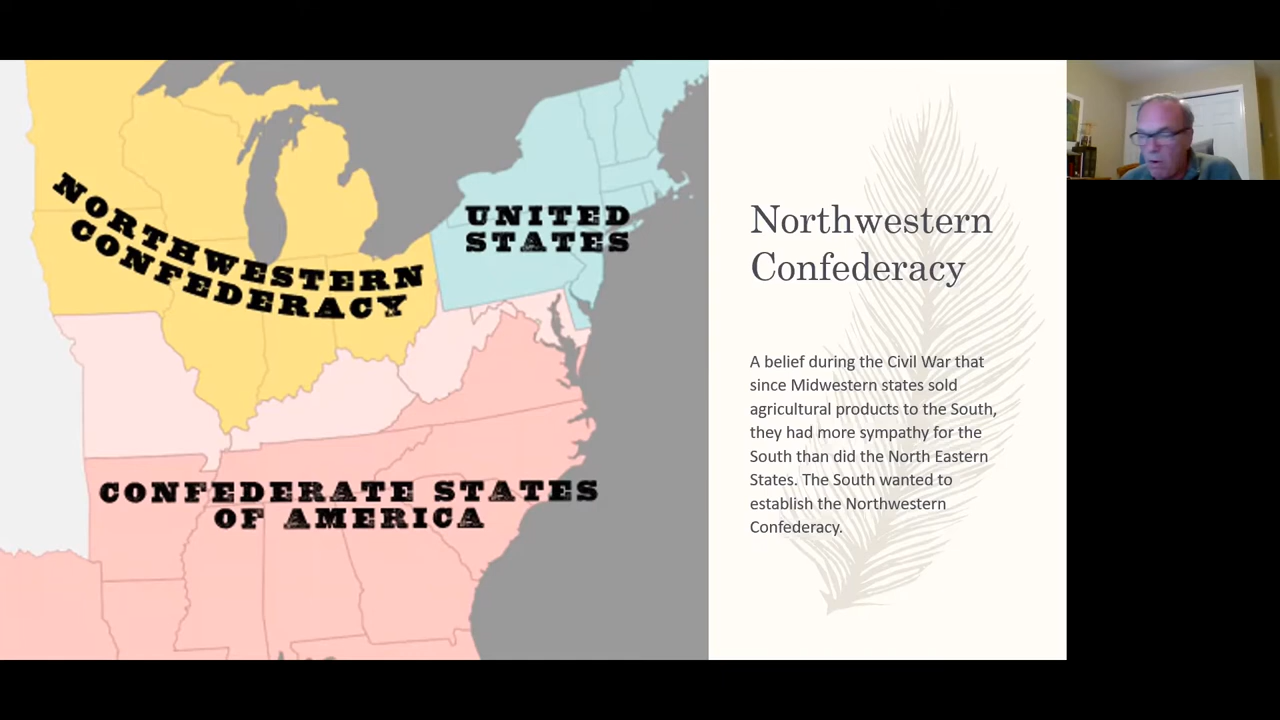 NORTHWESTERN
CONFEDERACY
UNITED
STATES
CONFEDERATE STATES
OF AMERICA
Northwestern
Confederacy
A belief during the Civil War that
since Midwestern states sold
agricultural products to the South,
they had more sympathy for the
South than did the North Eastern
States. The South wanted to
establish the Northwestern
Confederacy.